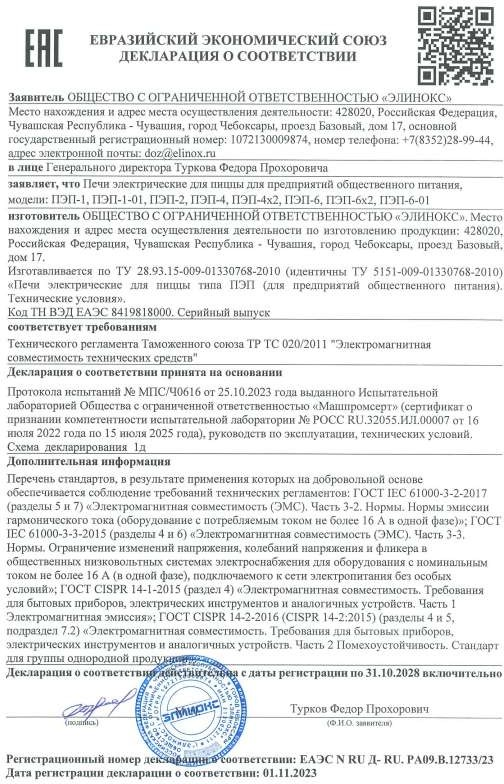 ЕАС
ЕВРАЗИЙСКИЙ ЭКОНОМИЧЕСКИЙ СОЮЗ
ДЕКЛАРАЦИЯ О СООТВЕТСТВИИ
Заявитель ОБЩЕСТВО С ОГРАНИЧЕННОЙ ОТВЕТСТВЕННОСТЬЮ «ЭЛИНОКС»
Место нахождения и адрес места осуществления деятельности: 428020, Российская Федерация,
Чувашская Республика - Чувашия, город Чебоксары, проезд Базовый, дом 17, основной
государственный регистрационный номер: 1072130009874, номер телефона: +7(8352)28-99-44,
адрес электронной почты: doz@elinox.ru
в лице Генерального директора Туркова Федора Прохоровича
заявляет, что Печи электрические для пиццы для предприятий общественного питания,
модели: ПЭП-1, ПЭП-1-01, ПЭП-2, ПЭП-4, ПЭП-4х2, ПЭП-6, ПЭП-6х2, ПЭП-6-01
изготовитель ОБЩЕСТВО С ОГРАНИЧЕННОЙ ОТВЕТСТВЕННОСТЬЮ «ЭЛИНОКС». Место
нахождения и адрес места осуществления деятельности по изготовлению продукции: 428020,
Российская Федерация, Чувашская Республика - Чувашия, город Чебоксары, проезд Базовый,
дом 17.
Изготавливается по ТУ 28.93.15-009-01330768-2010 (идентичны ТУ 5151-009-01330768-2010)
«Печи электрические для пиццы типа ПЭП (для предприятий общественного питания).
Технические условия».
Код ТН ВЭД ЕАЭС 8419818000. Серийный выпуск
соответствует требованиям
Технического регламента Таможенного союза ТР ТС 020/2011 "Электромагнитная
совместимость технических средств"
Декларация о соответствии принята на основании
Протокола испытаний № МПС/Ч0616 от 25.10.2023 года выданного Испытательной
лабораторией Общества с ограниченной ответственностью «Машпромсерт» (сертификат о
признании компетентности испытательной лаборатории № РОСС RU.32055.ИЛ.00007 от 16
июля 2022 года по 15 июля 2025 года), руководств по эксплуатации, технических условий.
Схема декларирования 1д
Дополнительная информация
Перечень стандартов, в результате применения которых на добровольной основе
обеспечивается соблюдение требований технических регламентов: ГОСТ IEC 61000-3-2-2017
(разделы 5 и 7) «Электромагнитная совместимость (ЭМС). Часть 3-2. Нормы. Нормы эмиссии
гармонического тока (оборудование с потребляемым током не более 16 А в одной фазе)»; ГОСТ
IEC 61000-3-3-2015 (разделы 4 и 6) «Электромагнитная совместимость (ЭМС). Часть 3-3.
Нормы. Ограничение изменений напряжения, колебаний напряжения и фликера в
общественных низковольтных системах электроснабжения для оборудования с номинальным
током не более 16 А (в одной фазе), подключаемого к сети электропитания без особых
условий»; ГОСТ CISPR 14-1-2015 (раздел 4) «Электромагнитная совместимость. Требования
для бытовых приборов, электрических инструментов и аналогичных устройств. Часть 1
Электромагнитная эмиссия»; ГОСТ CISPR 14-2-2016 (CISPR 14-2:2015) (разделы 4 и 5,
подраздел 7.2) «Электромагнитная совместимость. Требования для бытовых приборов,
электрических инструментов и аналогичных устройств. Часть 2 Помехоустойчивость. Стандарт
для группы однородной продукции»
Декларация о соответствии действительна с даты регистрации по 31.10.2028 включительно
М.П.
ЭЛИНОКС
Турков Федор Прохорович
(подпись)
(Ф.И.О. заявителя)
Регистрационный номер декларации о соответствии: ЕАЭС N RU Д- RU. РА09.В.12733/23
Дата регистрации декларации о соответствии: 01.11.2023